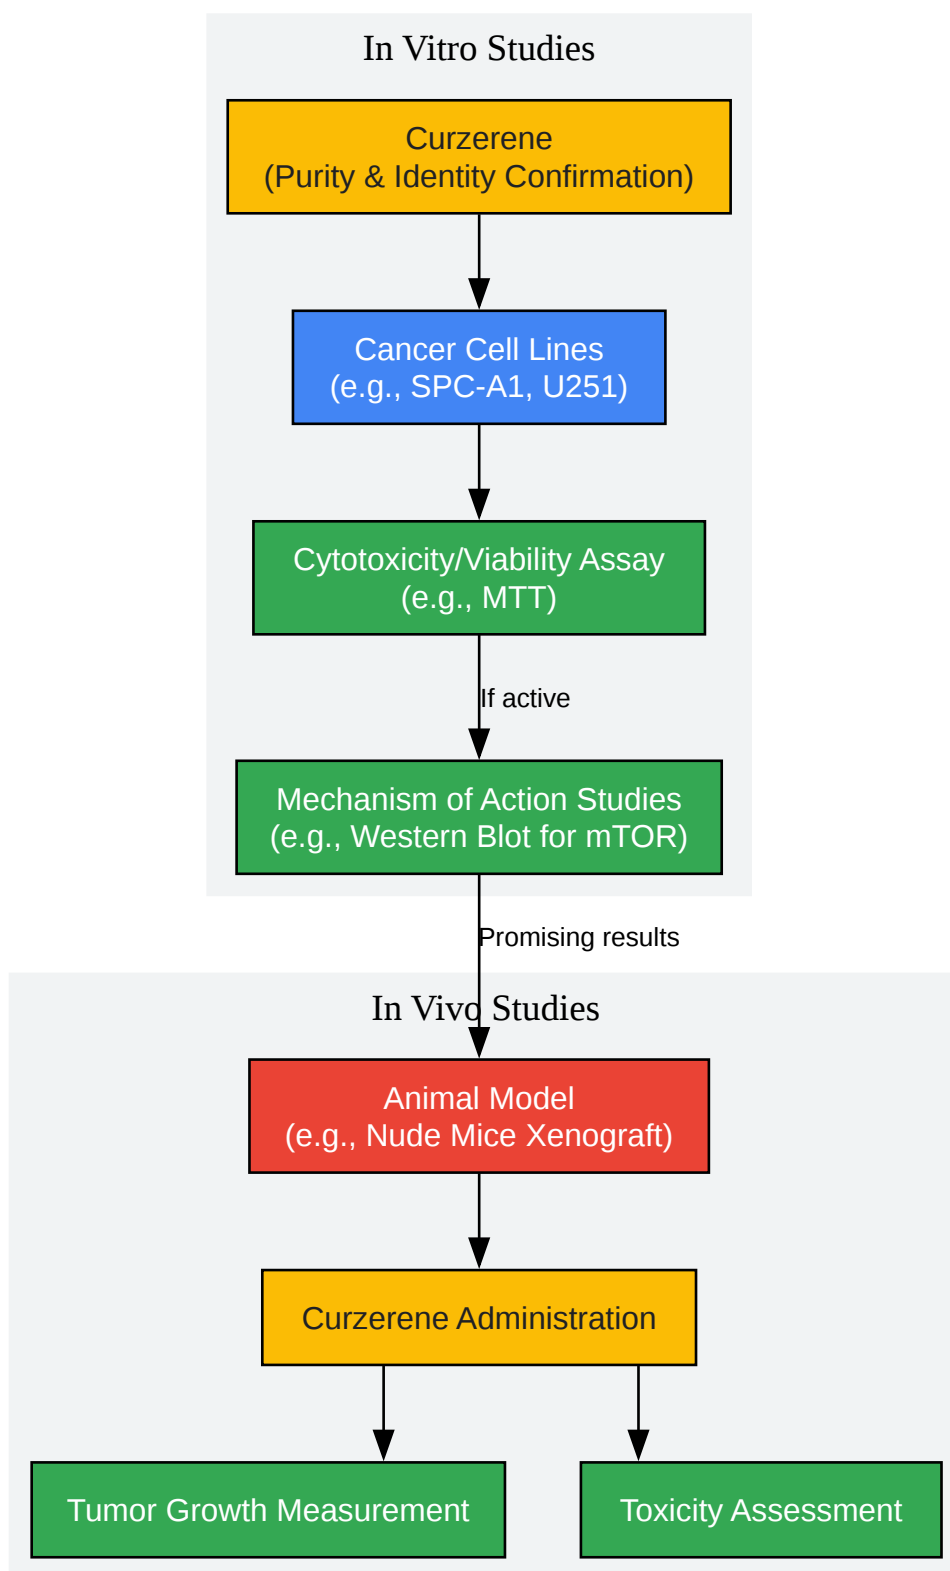 In Vitro Studies
Curzerene
(Purity & Identity Confirmation)
Cancer Cell Lines
(e.g., SPC-A1, U251)
Cytotoxicity/Viability Assay
(e.g., MTT)
If active
Mechanism of Action Studies
(e.g., Western Blot for mTOR)
Promising results
In Vivo Studies
Animal Model
(e.g., Nude Mice Xenograft)
Curzerene Administration
Tumor Growth Measurement
Toxicity Assessment